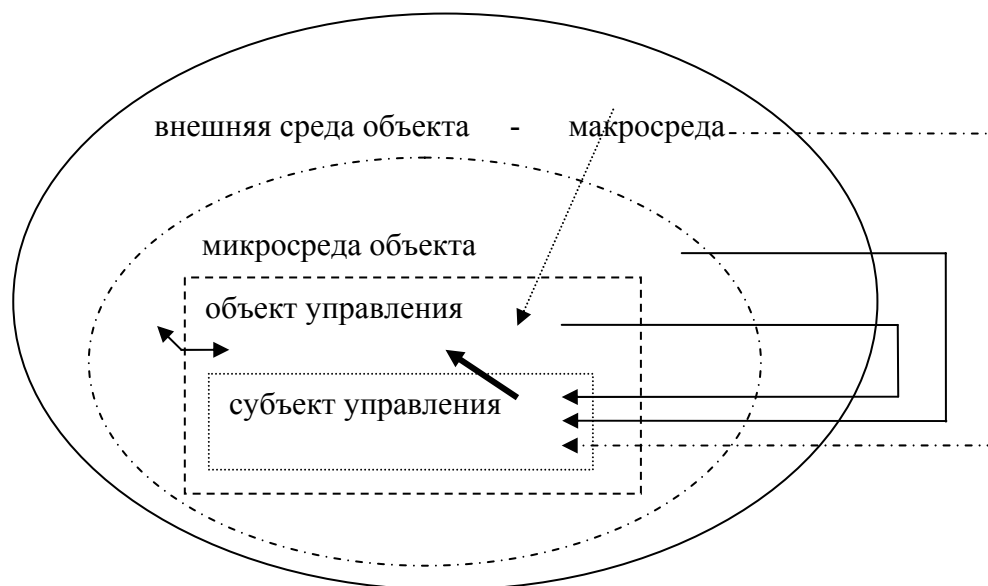 внешняя среда объекта - макросреда
микросреда объекта
объект управления
субъект управления